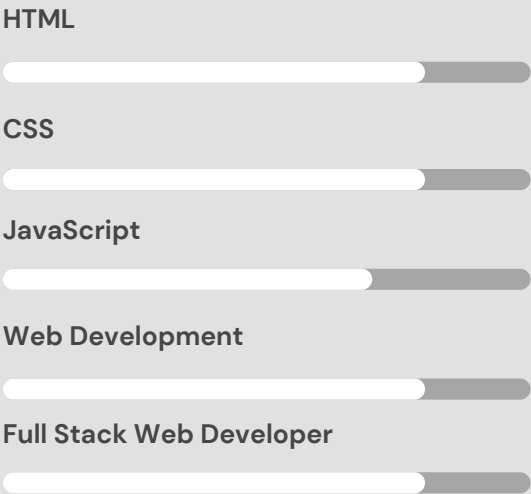 HTML
CSS
JavaScript
Web Development
Full Stack Web Developer